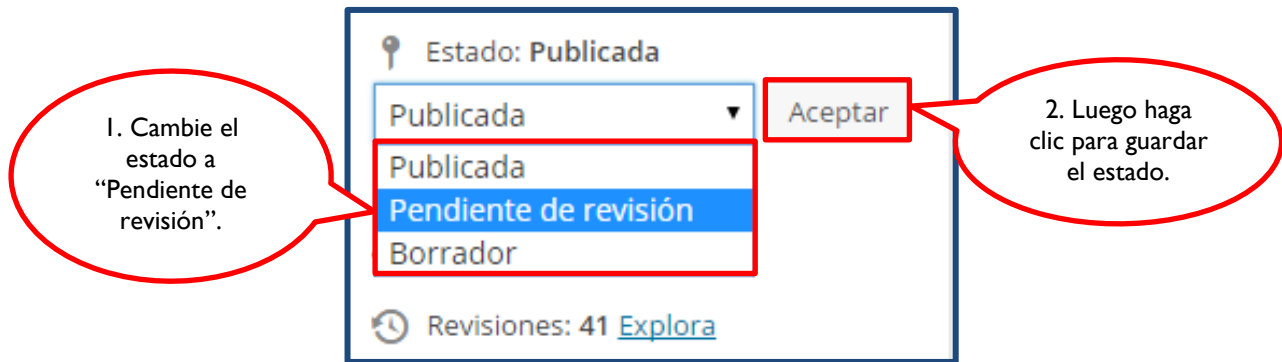 Estado: Publicada
Publicada
Aceptar
Publicada
Pendiente de revisión
Borrador
Revisiones: 41 Explora
1. Cambie el
estado a
“Pendiente de
revisión”.
2. Luego haga
clic para guardar
el estado.